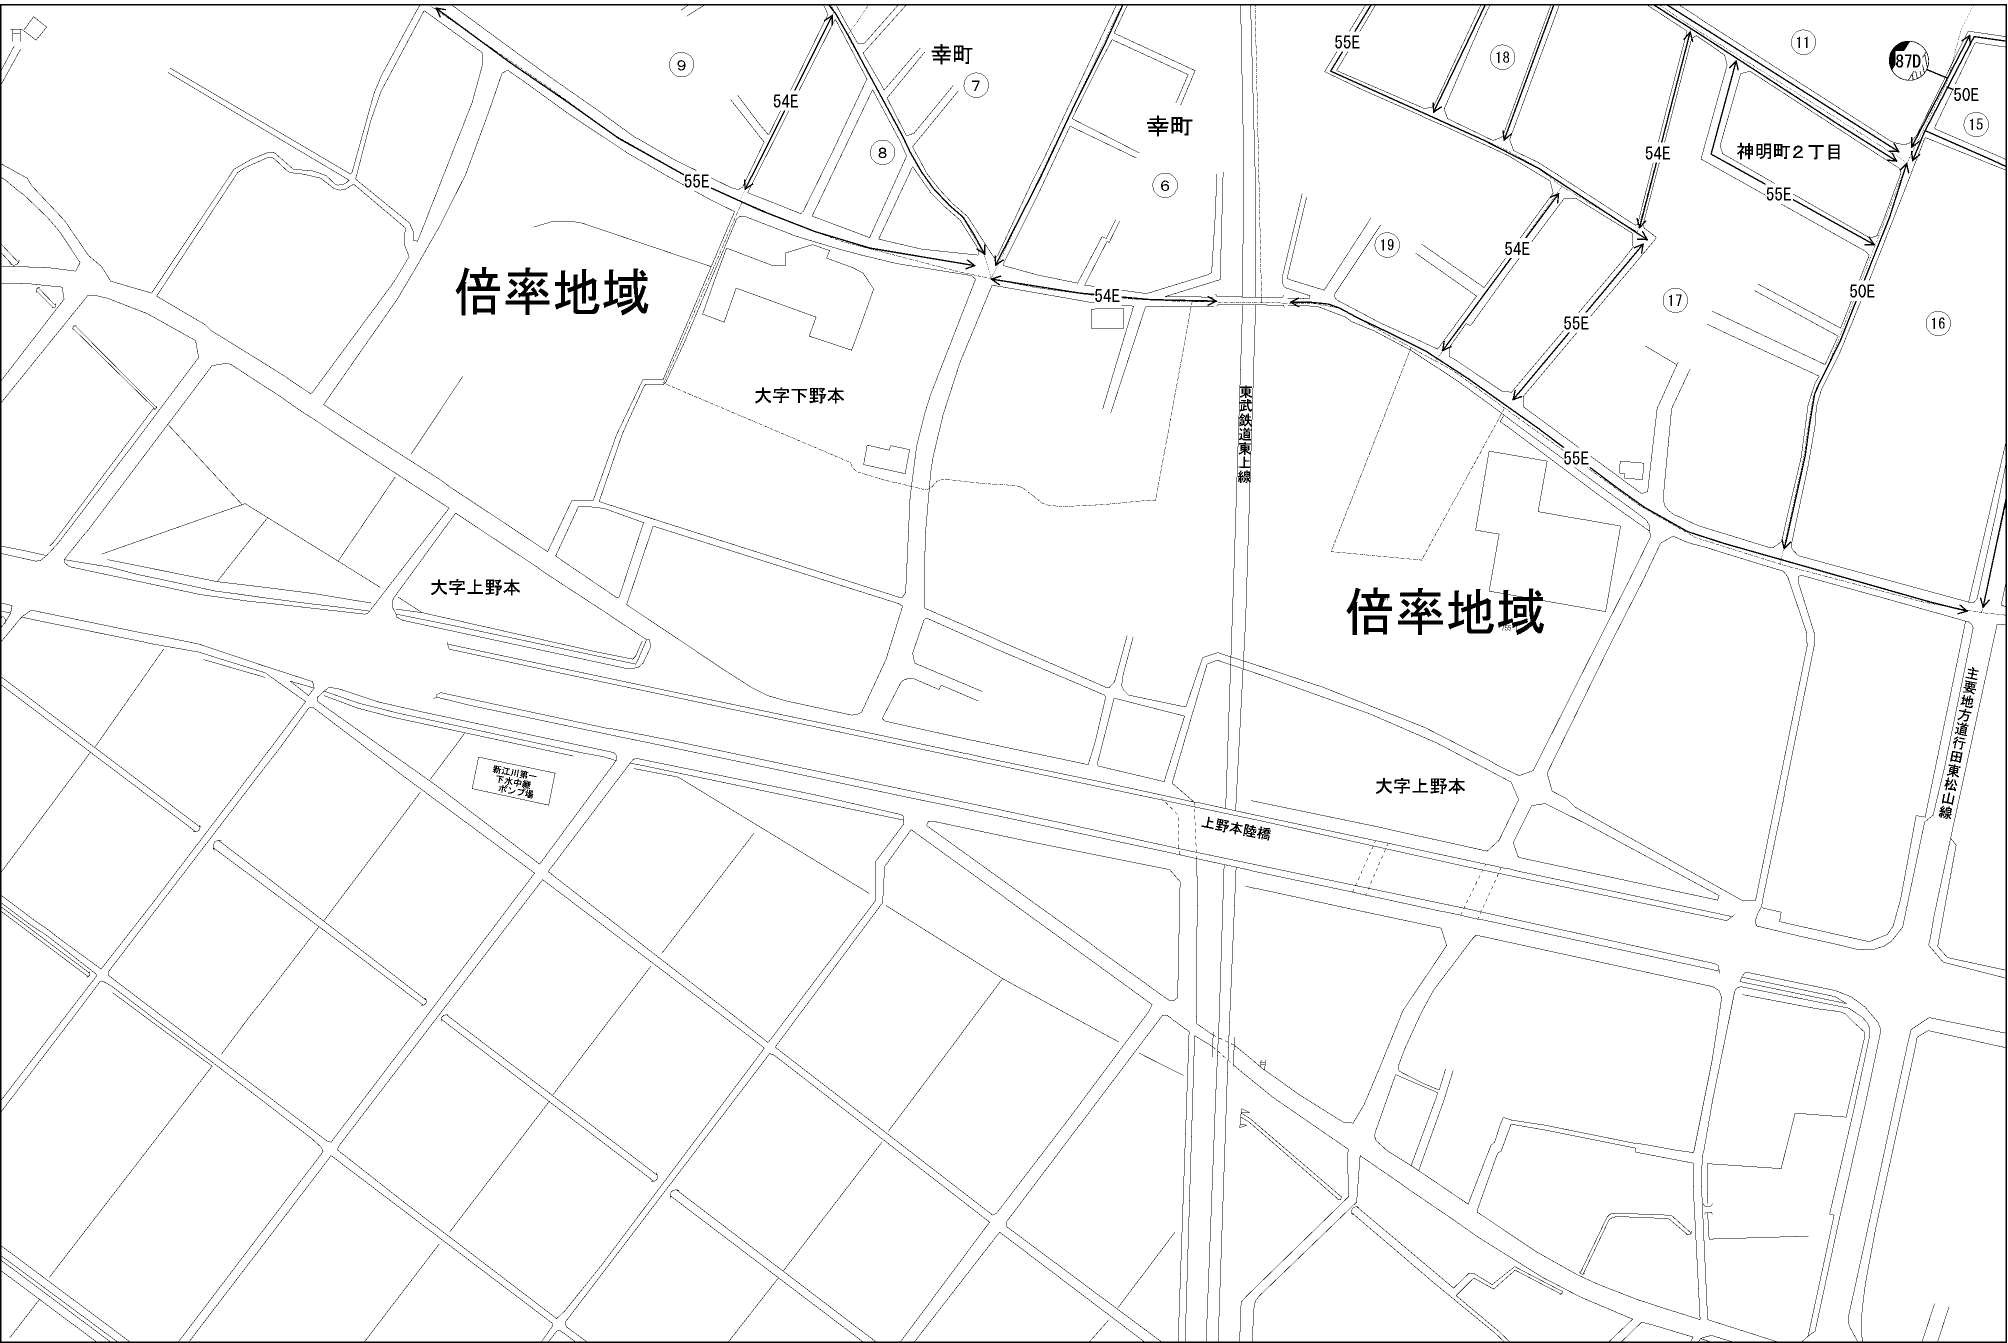 11
55E
18
幸町
9
87D
7
50E
54E
15
幸町
8
54E
神明町２丁目
55E
6
55E
19
54E
倍率地域
50E
54E
17
55E
16
大字下野本
東武鉄道東上線
55E
大字上野本
倍率地域
主要地方道行田東松山線
新江川第一
下水中継
ポンプ場
大字上野本
上野本陸橋